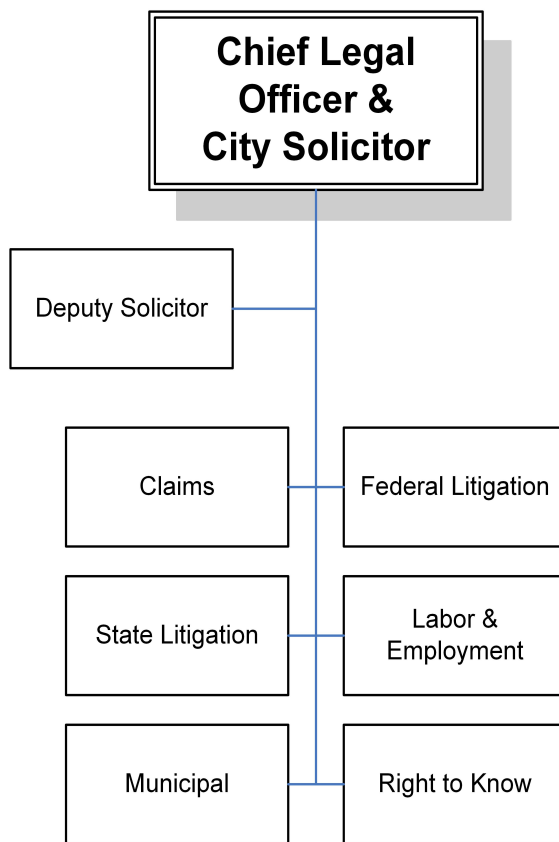 Chief Legal
Officer &
City Solicitor
Deputy Solicitor
Claims
Federal Litigation
State Litigation
Labor &
Employment
Municipal
Right to Know